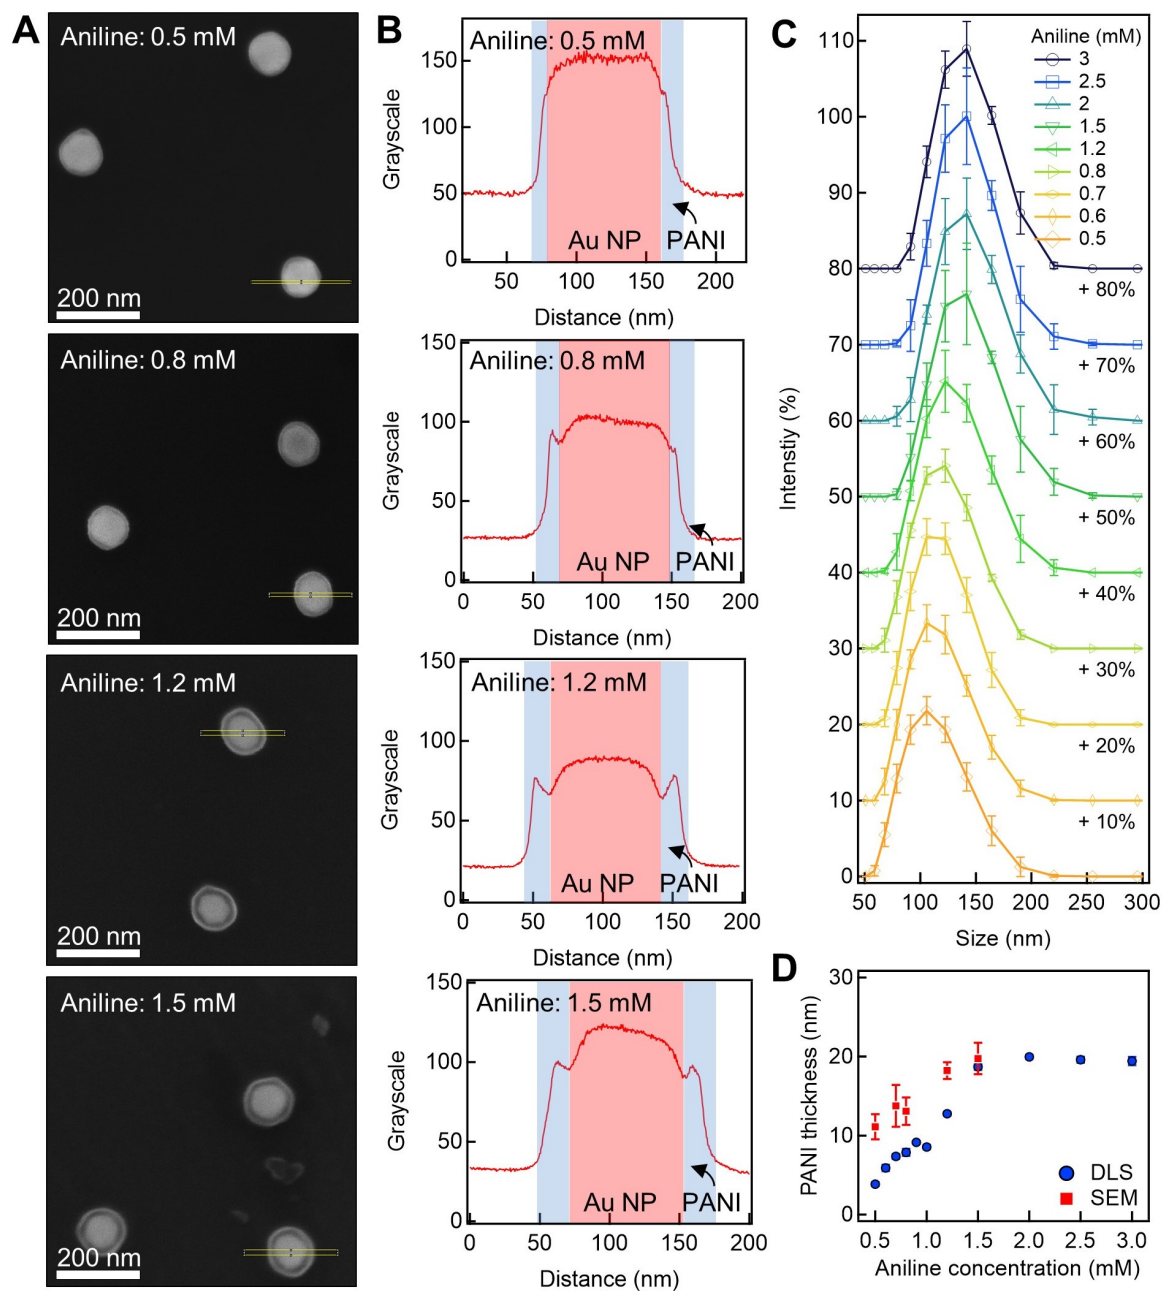 A
Aniline: 0.5 mM
200 nm
Aniline: 0.8 mM
200 nm
Aniline: 1.2 mM
200 nm
Aniline: 1.5 mM
200 nm
B
Aniline: 0.5 mM
150
100
50
0
Grayscale
Au NP
PANI
50
100
150
200
Distance (nm)
Aniline: 0.8 mM
150
100
50
0
Grayscale
Au NP
PANI
0
50
100
150
200
Distance (nm)
Aniline: 1.2 mM
150
100
50
0
Grayscale
Au NP
PANI
0
50
100
150
200
Distance (nm)
Aniline: 1.5 mM
150
100
50
0
Grayscale
Au NP
PANI
0
50
100
150
200
Distance (nm)
C
110
100
90
80
70
60
50
40
30
20
10
0
Intenstiy (%)
Aniline (mM)
3
2.5
2
1.5
1.2
0.8
0.7
0.6
0.5
+ 80%
+ 70%
+ 60%
+ 50%
+ 40%
+ 30%
+ 20%
+ 10%
50
100
150
200
250
300
Size (nm)
D
30
20
10
0
PANI thickness (nm)
DLS
SEM
0.5
1.0
1.5
2.0
2.5
3.0
Aniline concentration (mM)